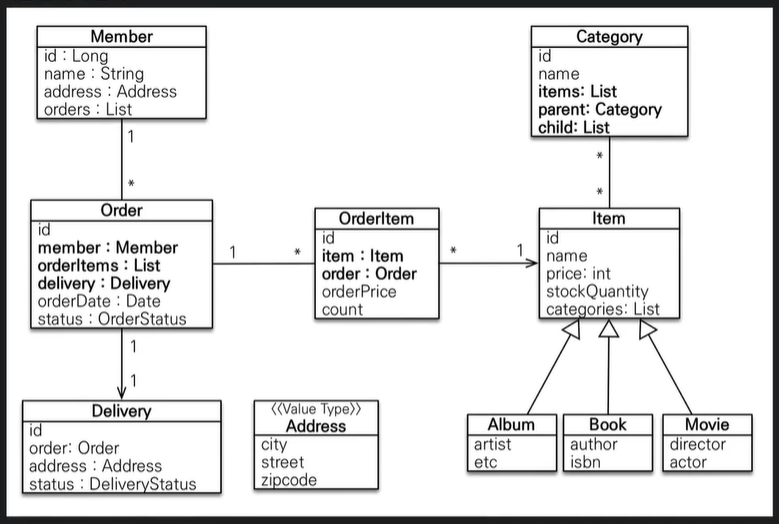 Member
id : Long
name : String
address : Address
orders : List
1
*
Category
id
name
items: List
parent: Category
child: List
*
*
Order
id
member : Member
orderItems : List
delivery : Delivery
orderDate : Date
status : OrderStatus
1
*
OrderItem
id
item : Item
order : Order
orderPrice
count
*
1
Item
id
name
price: int
stockQuantity
categories: List
1
1
Delivery
id
order: Order
address : Address
status : DeliveryStatus
<<Value Type>>
Address
city
street
zipcode
Album
artist
etc
Book
author
isbn
Movie
director
actor